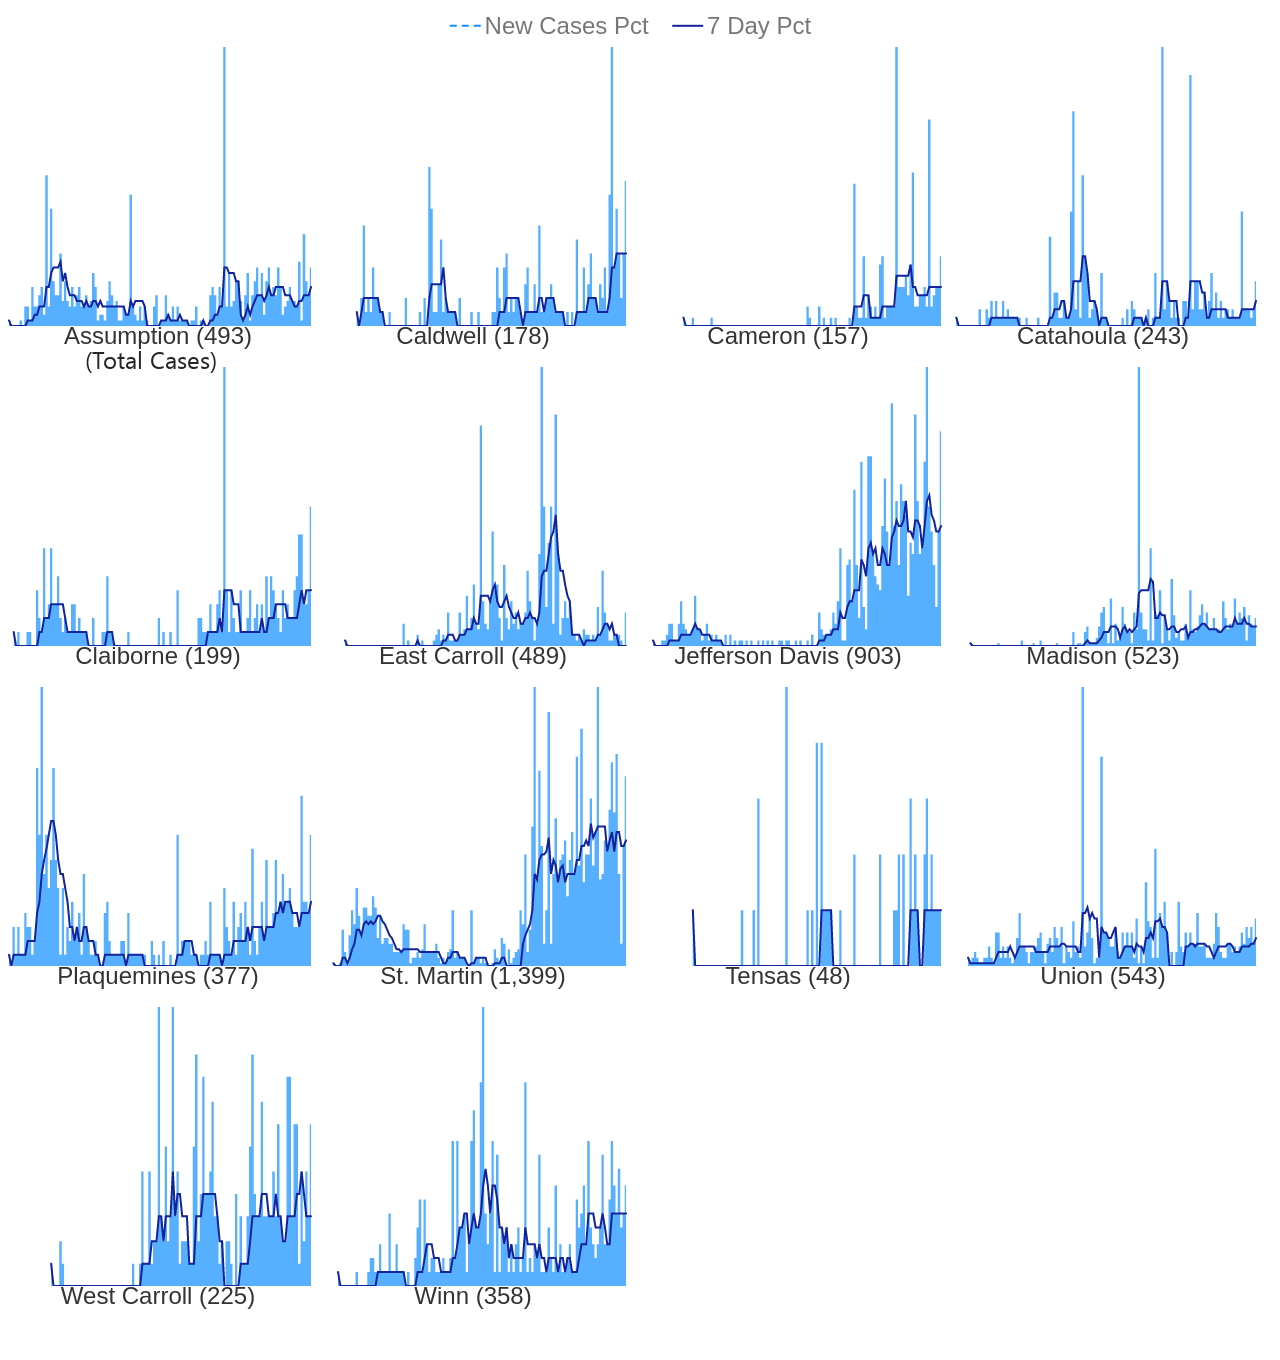 New Cases Pct 7 Day Pct
Assumption (493) Caldwell (178) Cameron (157) Catahoula (243)
(Total Cases)
Claiborne (199) East Carroll (489) Jefferson Davis (903) Madison (523)
Plaquemines (377) St. Martin (1,399) Tensas (48) Union (543)
West Carroll (225) Winn (358)